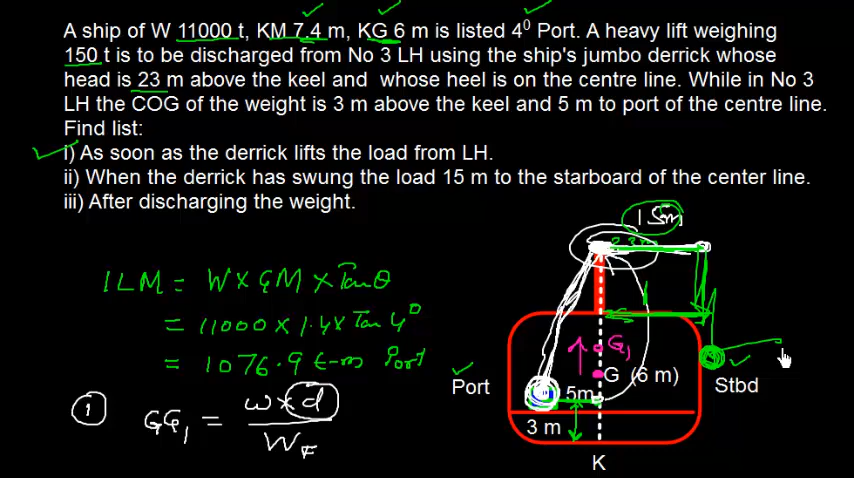 A ship of W 11000 t, KM 7.4 m, KG 6 m is listed 4⁰ Port. A heavy lift weighing
150 t is to be discharged from No 3 LH using the ship's jumbo derrick whose
head is 23 m above the keel and whose heel is on the centre line. While in No 3
LH the COG of the weight is 3 m above the keel and 5 m to port of the centre line.
Find list:
i) As soon as the derrick lifts the load from LH.
ii) When the derrick has swung the load 15 m to the starboard of the center line.
iii) After discharging the weight.
15m
23m
ILM = W X GM X Tanθ
= 11000 X 1.4 X Tan 4°
= 1076.9 t-m Port
G1
G (6 m)
Port
5m
Stbd
① GG1 = w x d
WF
3 m
K